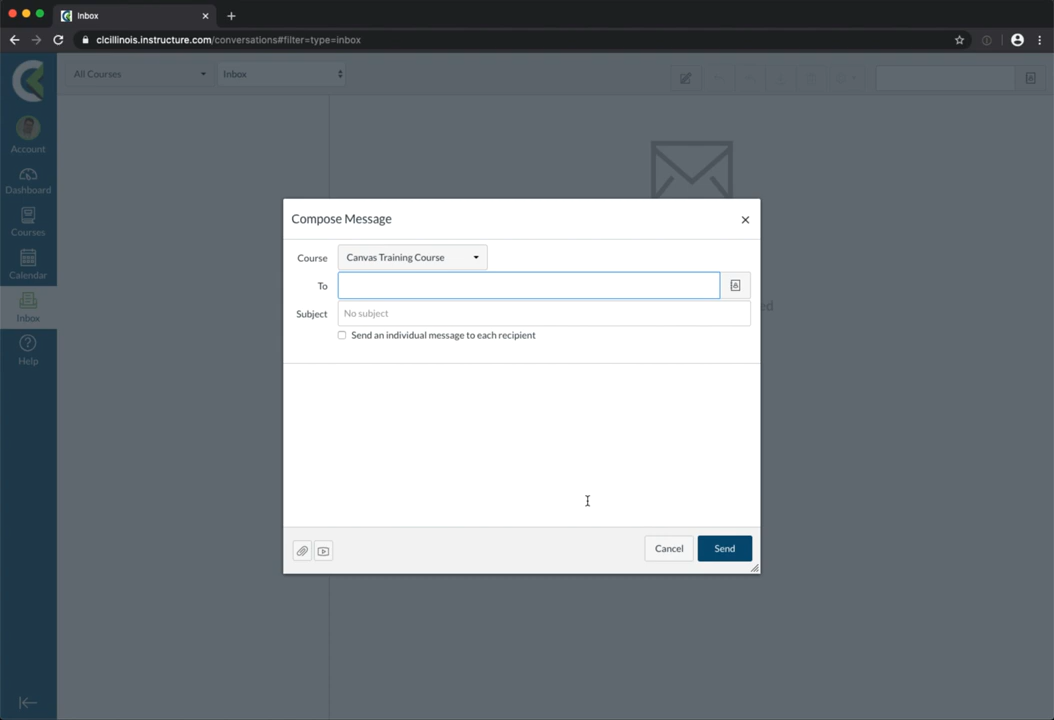 Inbox
clcillinois.instructure.com/conversations#filter=type=inbox
All Courses
Inbox
Account
Dashboard
Courses
Calendar
Inbox
Help
Compose Message
Course
Canvas Training Course
To
Subject
No subject
Send an individual message to each recipient
Cancel
Send